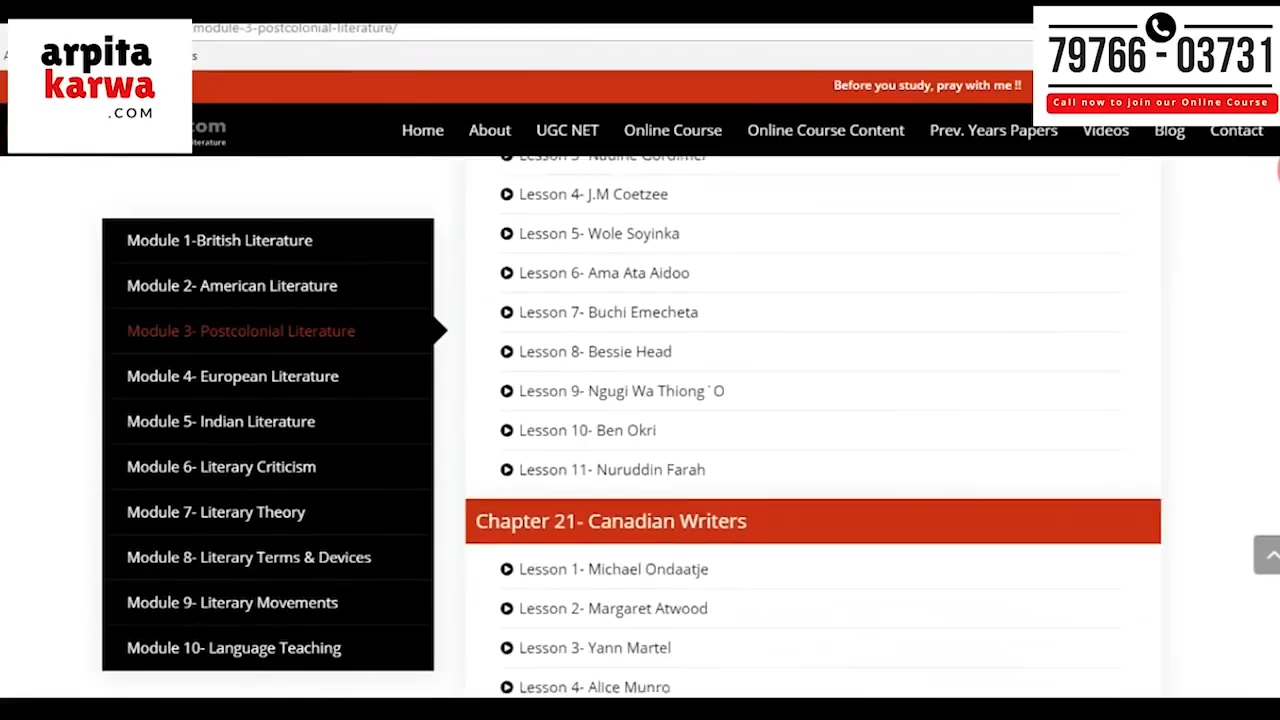 module-3-postcolonial-literature/
arpita
karwa
.COM
79766 - 03731
Call now to join our Online Course
Before you study, pray with me !!
Home About UGC NET Online Course Online Course Content Prev. Years Papers Videos Blog Contact
Module 1-British Literature
Module 2- American Literature
Module 3- Postcolonial Literature
Module 4- European Literature
Module 5- Indian Literature
Module 6- Literary Criticism
Module 7- Literary Theory
Module 8- Literary Terms & Devices
Module 9- Literary Movements
Module 10- Language Teaching
Lesson 3- Nadine Gordimer
Lesson 4- J.M Coetzee
Lesson 5- Wole Soyinka
Lesson 6- Ama Ata Aidoo
Lesson 7- Buchi Emecheta
Lesson 8- Bessie Head
Lesson 9- Ngugi Wa Thiong`O
Lesson 10- Ben Okri
Lesson 11- Nuruddin Farah
Chapter 21- Canadian Writers
Lesson 1- Michael Ondaatje
Lesson 2- Margaret Atwood
Lesson 3- Yann Martel
Lesson 4- Alice Munro